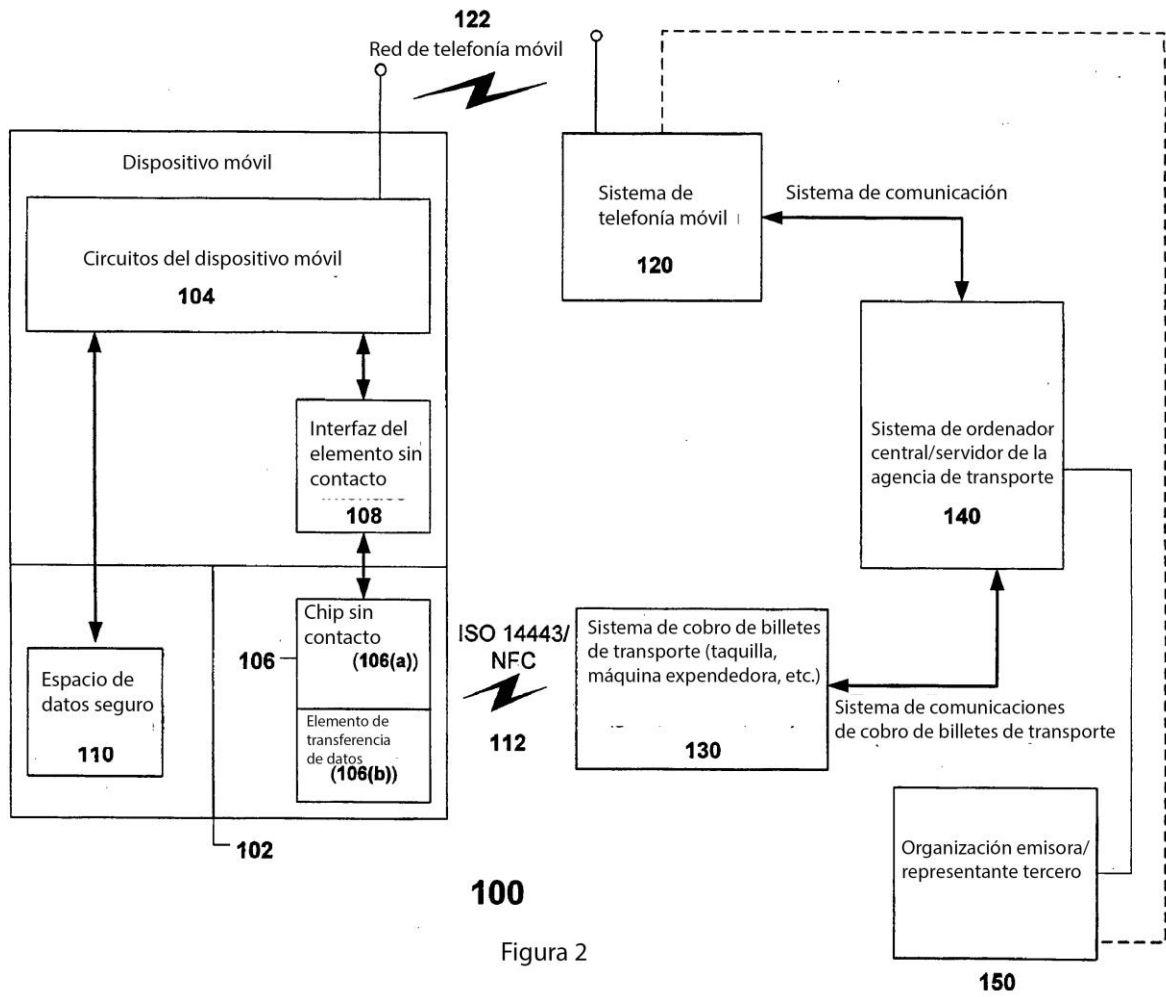 122
Red de telefonía móvil
Dispositivo móvil
Circuitos del dispositivo móvil
104
Interfaz del
elemento sin
contacto
108
Chip sin
contacto
(106(a))
106
Elemento de
transferencia
de datos
(106(b))
Espacio de
datos seguro
110
102
ISO 14443/
NFC
112
Sistema de
telefonía móvil
120
Sistema de comunicación
Sistema de ordenador
central/servidor de la
agencia de transporte
140
Sistema de cobro de billetes
de transporte (taquilla,
máquina expendedora, etc.)
130
Sistema de comunicaciones
de cobro de billetes de transporte
Organización emisora/
representante tercero
150
100
Figura 2